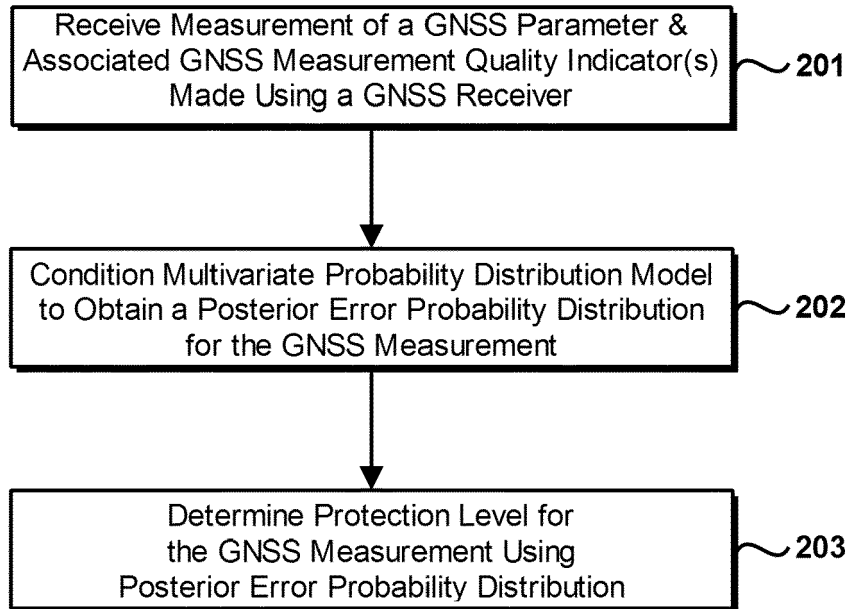 Receive Measurement of a GNSS Parameter &
Associated GNSS Measurement Quality Indicator(s)
Made Using a GNSS Receiver
201
Condition Multivariate Probability Distribution Model
to Obtain a Posterior Error Probability Distribution
for the GNSS Measurement
202
Determine Protection Level for
the GNSS Measurement Using
Posterior Error Probability Distribution
203